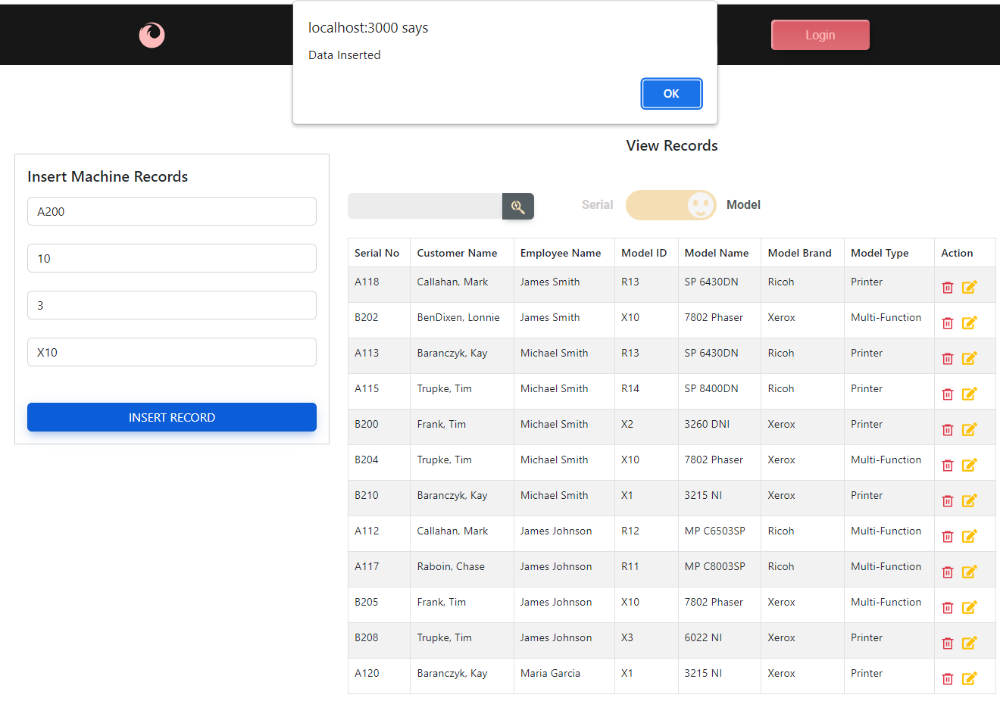 localhost:3000 says
Data Inserted
OK
Login
View Records
Insert Machine Records
A200
10
3
X10
INSERT RECORD
Serial Model
Serial No Customer Name Employee Name Model ID Model Name Model Brand Model Type Action
A118 Callahan, Mark James Smith R13 SP 6430DN Ricoh Printer
B202 BenDixen, Lonnie James Smith X10 7802 Phaser Xerox Multi-Function
A113 Baranczyk, Kay Michael Smith R13 SP 6430DN Ricoh Printer
A115 Trupke, Tim Michael Smith R14 SP 8400DN Ricoh Printer
B200 Frank, Tim Michael Smith X2 3260 DNI Xerox Printer
B204 Trupke, Tim Michael Smith X10 7802 Phaser Xerox Multi-Function
B210 Baranczyk, Kay Michael Smith X1 3215 NI Xerox Printer
A112 Callahan, Mark James Johnson R12 MP C6503SP Ricoh Multi-Function
A117 Raboin, Chase James Johnson R11 MP C8003SP Ricoh Multi-Function
B205 Frank, Tim James Johnson X10 7802 Phaser Xerox Multi-Function
B208 Trupke, Tim James Johnson X3 6022 NI Xerox Printer
A120 Baranczyk, Kay Maria Garcia X1 3215 NI Xerox Printer